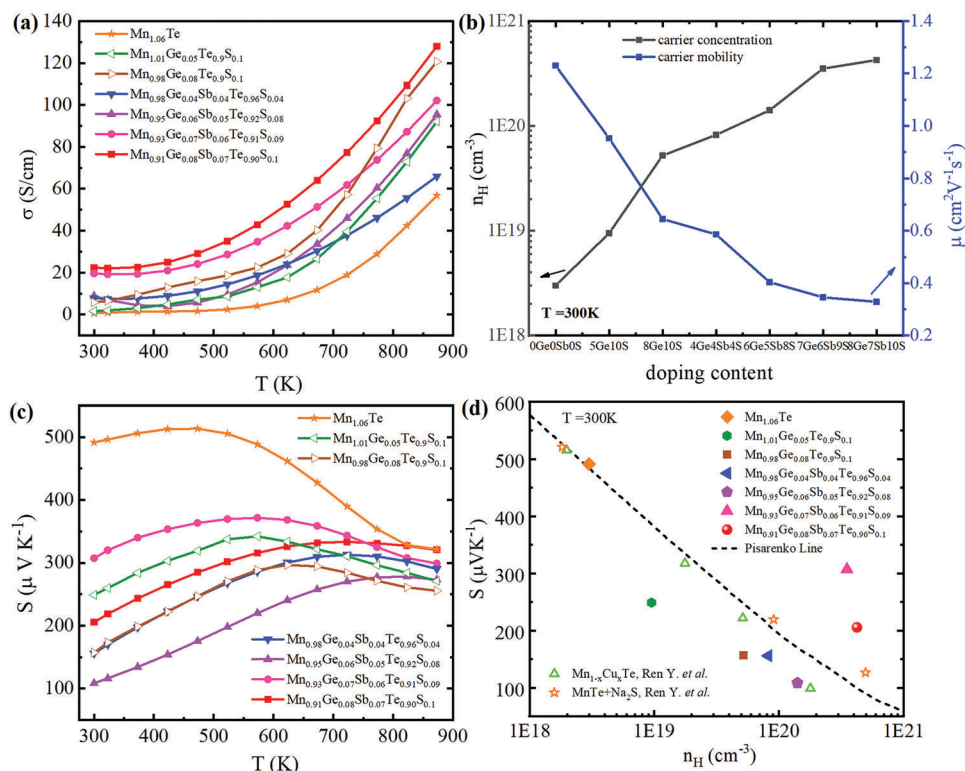 (a)
140
120
100
80
60
40
20
0
σ (S/cm)
Mn1.06Te
Mn1.01Ge0.05Te0.9S0.1
Mn0.98Ge0.08Te0.9S0.1
Mn0.98Ge0.04Sb0.04Te0.96S0.04
Mn0.95Ge0.06Sb0.05Te0.92S0.08
Mn0.93Ge0.07Sb0.06Te0.91S0.09
Mn0.91Ge0.08Sb0.07Te0.90S0.1
300 400 500 600 700 800 900
T (K)
(b)
1E21
1E20
1E19
1E18
nH (cm-3)
carrier concentration
carrier mobility
1.4
1.2
1.0
0.8
0.6
0.4
0.2
μ (cm2V-1s-1)
T =300K
0Ge0Sb0S 5Ge10S 8Ge10S 4Ge4Sb4S 6Ge5Sb8S 7Ge6Sb9S 8Ge7Sb10S
doping content
(c)
500
400
300
200
100
S (μ V K-1)
Mn1.06Te
Mn1.01Ge0.05Te0.9S0.1
Mn0.98Ge0.08Te0.9S0.1
Mn0.98Ge0.04Sb0.04Te0.96S0.04
Mn0.95Ge0.06Sb0.05Te0.92S0.08
Mn0.93Ge0.07Sb0.06Te0.91S0.09
Mn0.91Ge0.08Sb0.07Te0.90S0.1
300 400 500 600 700 800 900
T (K)
(d)
600
500
400
300
200
100
S (μVK-1)
T =300K
Mn1.06Te
Mn1.01Ge0.05Te0.9S0.1
Mn0.98Ge0.08Te0.9S0.1
Mn0.98Ge0.04Sb0.04Te0.96S0.04
Mn0.95Ge0.06Sb0.05Te0.92S0.08
Mn0.93Ge0.07Sb0.06Te0.91S0.09
Mn0.91Ge0.08Sb0.07Te0.90S0.1
Pisarenko Line
Mn1-xCuxTe, Ren Y. et al.
MnTe+Na2S, Ren Y. et al.
1E18 1E19 1E20 1E21
nH (cm-3)